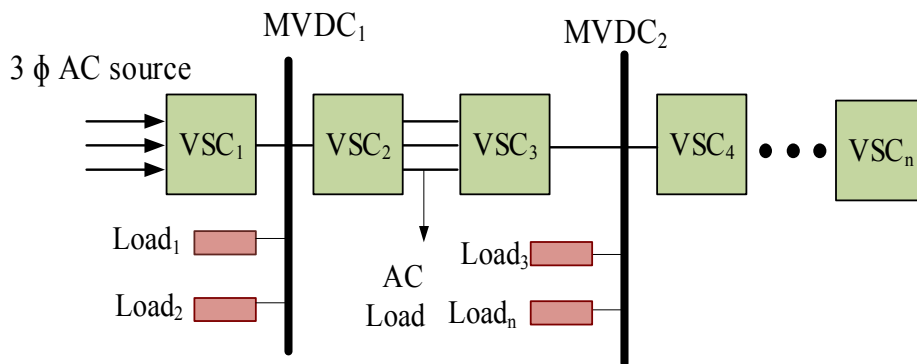 MVDC₁
MVDC₂
3 ϕ AC source
VSC₁
VSC₂
VSC₃
VSC₄
VSCₙ
Load₁
Load₂
AC
Load
Load₃
Loadₙ